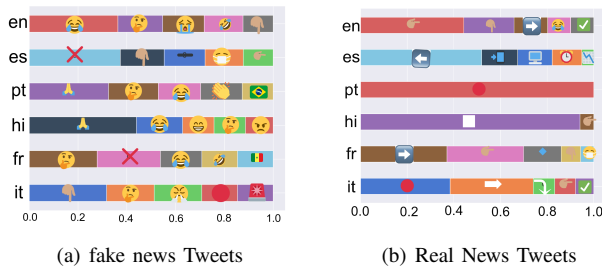 en
es
pt
hi
fr
it
0.0 0.2 0.4 0.6 0.8 1.0
(a) fake news Tweets
en
es
pt
hi
fr
it
0.0 0.2 0.4 0.6 0.8 1.0
(b) Real News Tweets